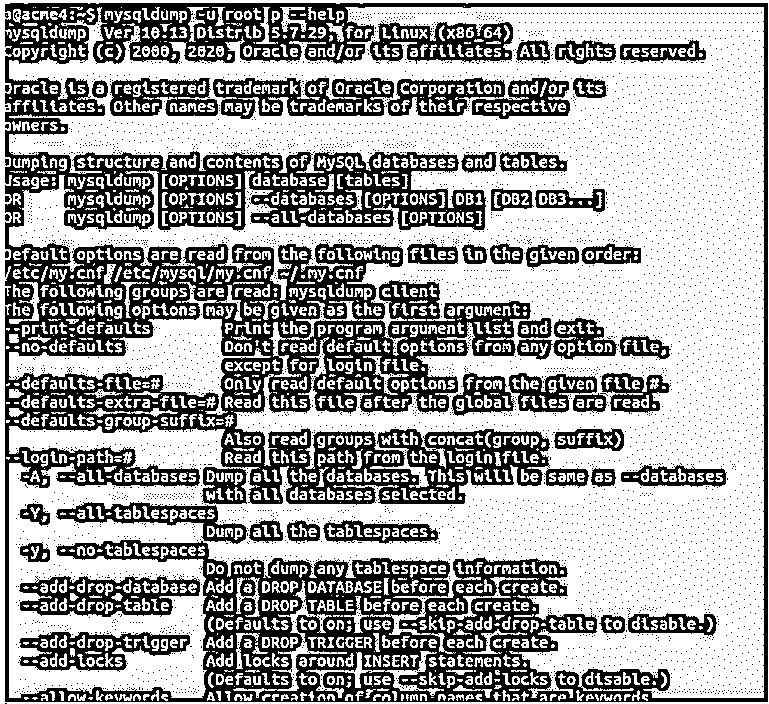 a@acme4:~$ mysqldump -u root p --help
mysqldump  Ver 10.13 Distrib 5.7.29, for Linux (x86_64)
Copyright (c) 2000, 2020, Oracle and/or its affiliates. All rights reserved.
Oracle is a registered trademark of Oracle Corporation and/or its
affiliates. Other names may be trademarks of their respective
owners.
Dumping structure and contents of MySQL databases and tables.
Usage: mysqldump [OPTIONS] database [tables]
OR     mysqldump [OPTIONS] --databases [OPTIONS] DB1 [DB2 DB3...]
OR     mysqldump [OPTIONS] --all-databases [OPTIONS]
Default options are read from the following files in the given order:
/etc/my.cnf /etc/mysql/my.cnf ~/.my.cnf
The following groups are read: mysqldump client
The following options may be given as the first argument:
--print-defaults        Print the program argument list and exit.
--no-defaults           Don't read default options from any option file,
except for login file.
--defaults-file=#       Only read default options from the given file #.
--defaults-extra-file=# Read this file after the global files are read.
--defaults-group-suffix=#
Also read groups with concat(group, suffix)
--login-path=#          Read this path from the login file.
-A, --all-databases Dump all the databases. This will be same as --databases
with all databases selected.
-Y, --all-tablespaces
Dump all the tablespaces.
-y, --no-tablespaces
Do not dump any tablespace information.
--add-drop-database Add a DROP DATABASE before each create.
--add-drop-table    Add a DROP TABLE before each create.
(Defaults to on; use --skip-add-drop-table to disable.)
--add-drop-trigger  Add a DROP TRIGGER before each create.
--add-locks         Add locks around INSERT statements.
(Defaults to on; use --skip-add-locks to disable.)
--allow-keywords    Allow creation of column names that are keywords.